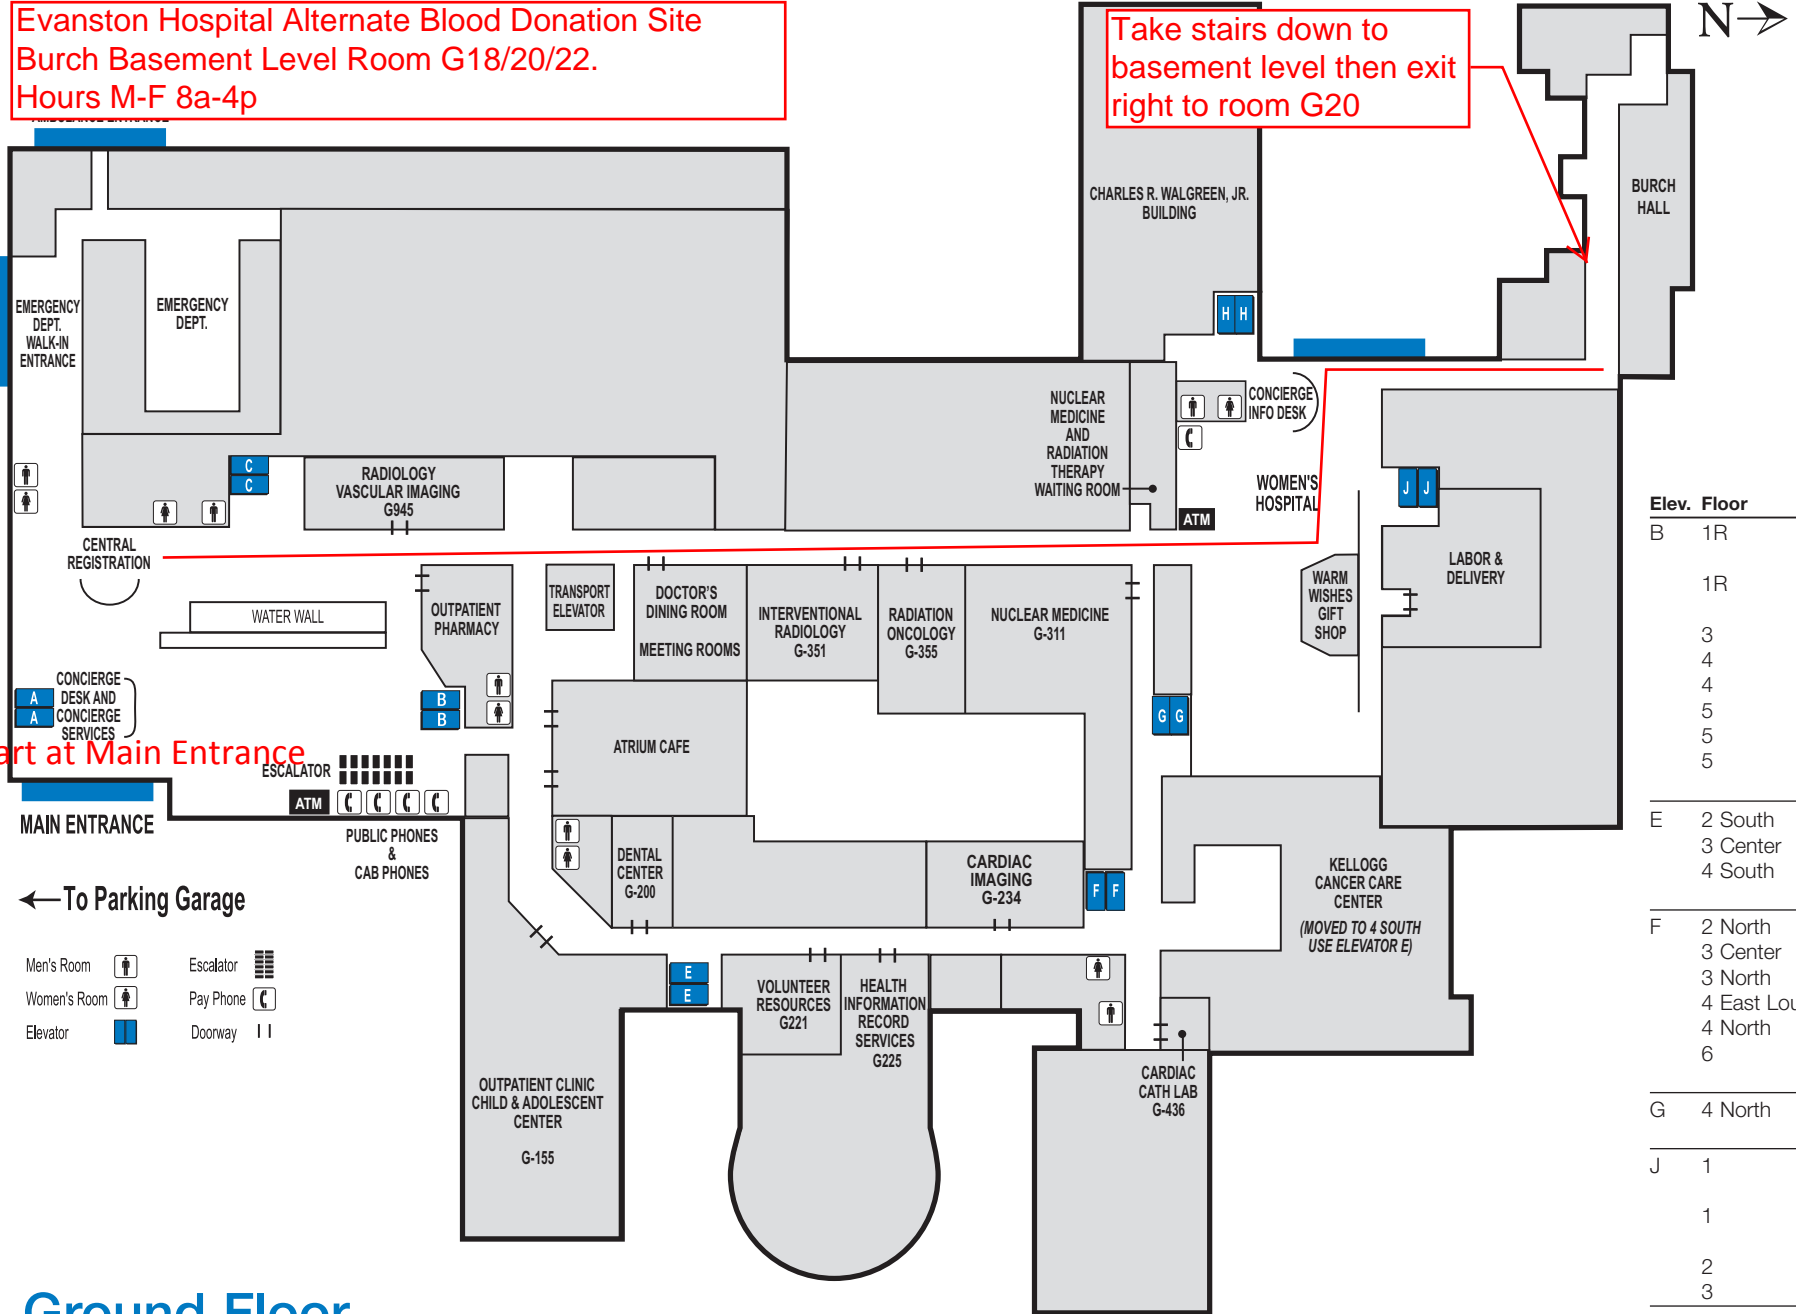 Evanston Hospital Alternate Blood Donation Site
Burch Basement Level Room G18/20/22.
Hours M-F 8a-4p
Take stairs down to
basement level then exit
right to room G20
N
CHARLES R. WALGREEN, JR.
BUILDING
BURCH
HALL
EMERGENCY
DEPT.
WALK-IN
ENTRANCE
EMERGENCY
DEPT.
H H
NUCLEAR
MEDICINE
AND
RADIATION
THERAPY
WAITING ROOM
CONCIERGE
INFO DESK
WOMEN'S
HOSPITAL
ATM
C
C
RADIOLOGY
VASCULAR IMAGING
G945
J J
LABOR &
DELIVERY
CENTRAL
REGISTRATION
WATER WALL
OUTPATIENT
PHARMACY
TRANSPORT
ELEVATOR
DOCTOR'S
DINING ROOM
MEETING ROOMS
INTERVENTIONAL
RADIOLOGY
G-351
RADIATION
ONCOLOGY
G-355
NUCLEAR MEDICINE
G-311
WARM
WISHES
GIFT
SHOP
A
A
CONCIERGE
DESK AND
CONCIERGE
SERVICES
B
B
G G
art at Main Entrance
ESCALATOR
ATRIUM CAFE
ATM
MAIN ENTRANCE
PUBLIC PHONES
&
CAB PHONES
DENTAL
CENTER
G-200
CARDIAC
IMAGING
G-234
F F
KELLOGG
CANCER CARE
CENTER
(MOVED TO 4 SOUTH
USE ELEVATOR E)
To Parking Garage
Men's Room
Escalator
Women's Room
Pay Phone
Elevator
Doorway
E
E
VOLUNTEER
RESOURCES
G221
HEALTH
INFORMATION
RECORD
SERVICES
G225
CARDIAC
CATH LAB
G-436
OUTPATIENT CLINIC
CHILD & ADOLESCENT
CENTER
G-155
Ground Floor
Elev. Floor
B 1R
1R
3
4
4
5
5
5
E 2 South
3 Center
4 South
F 2 North
3 Center
3 North
4 East Lou
4 North
6
G 4 North
J 1
1
2
3